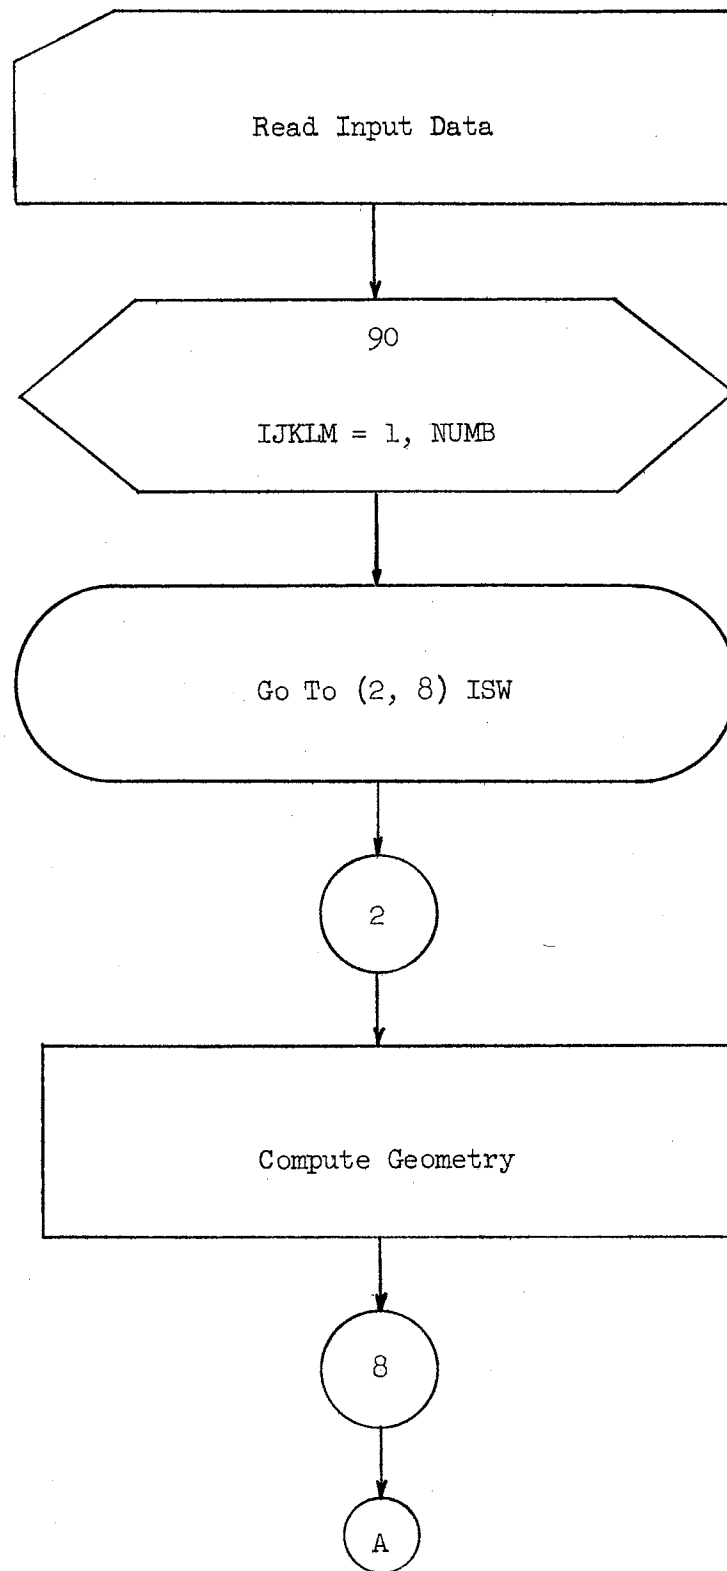 Read Input Data
90
IJKLM = 1, NUMB
Go To (2, 8) ISW
2
Compute Geometry
8
A